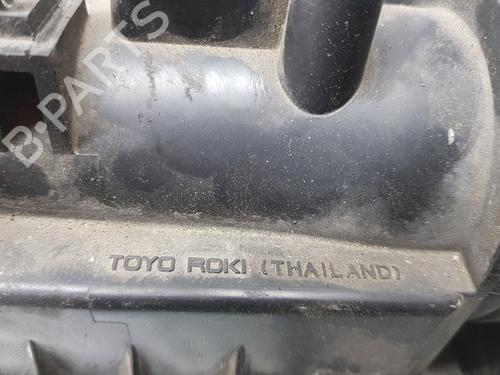 B-PARTS
TOYO ROKI (THAILAND)